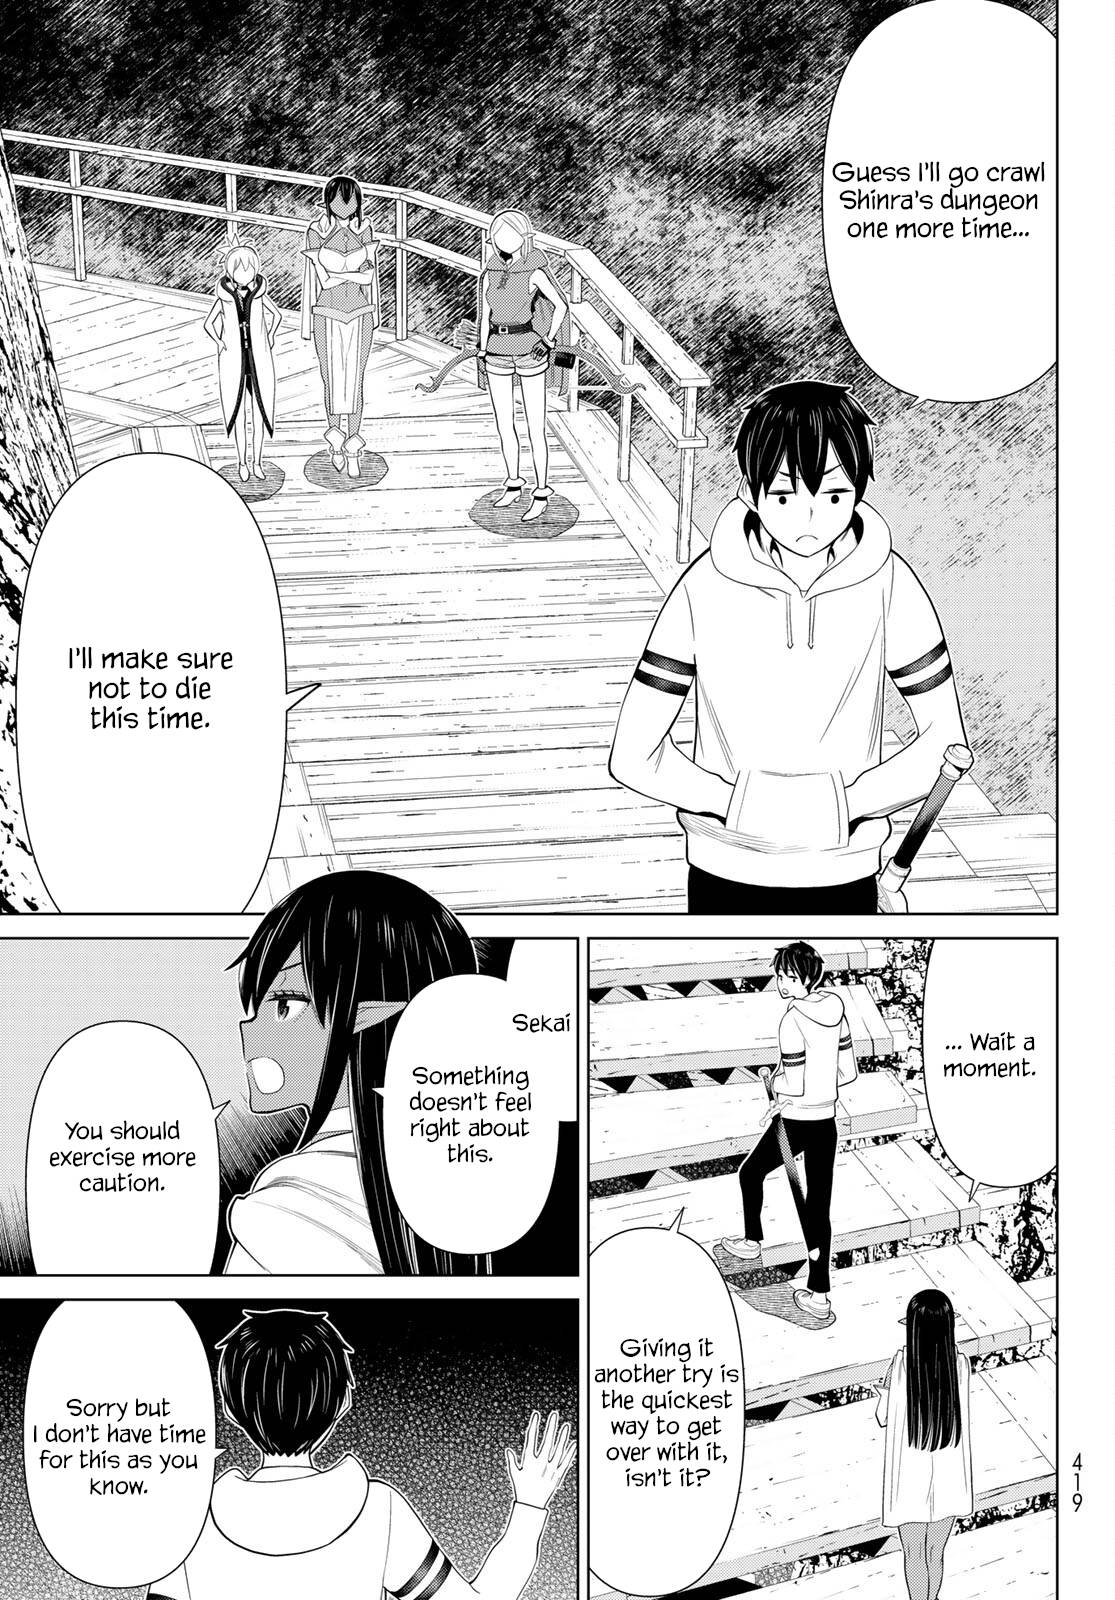 Guess I'll go crawl
Shinra's dungeon
one more time...
I'll make sure
not to die
this time.
... Wait a
moment.
Giving it
another try is
the quickest
way to get
over with it,
isn't it?
Sekai
Something
doesn't feel
right about
this.
You should
exercise more
caution.
Sorry but
I don't have time
for this as you
know.
419